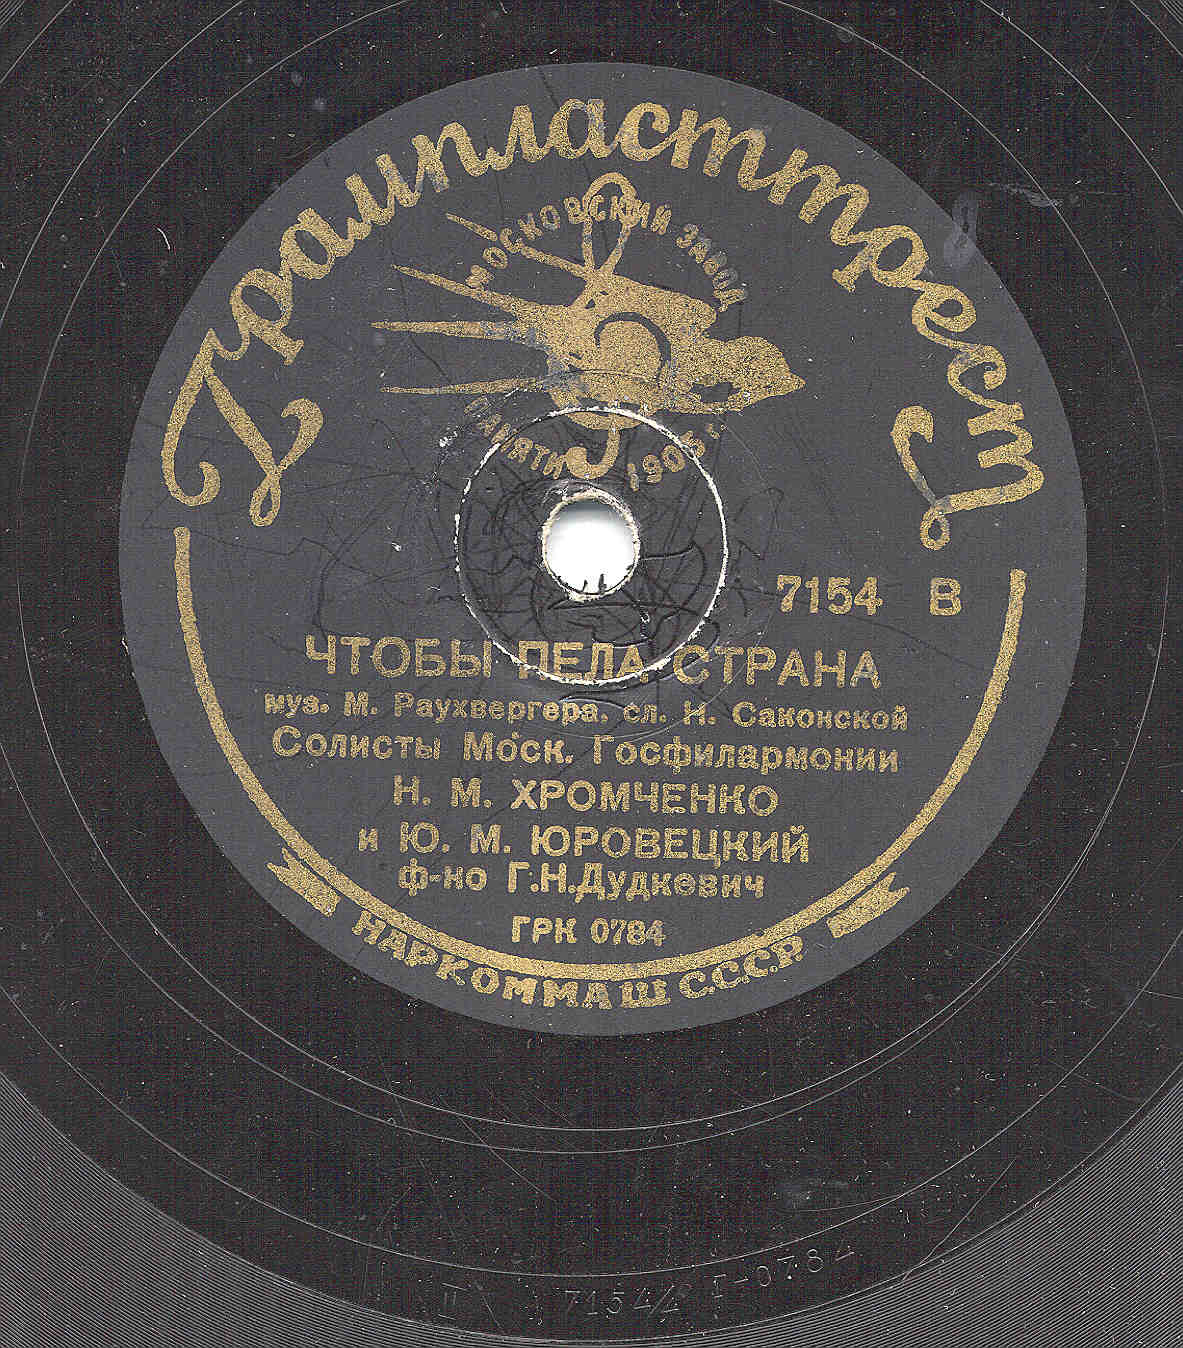 Грампласттрест
МОСКОВСКИЙ ЗАВОД
ПАМЯТИ 1905 г.
7154 В
ЧТОБЫ ПЕЛА СТРАНА
муз. М. Раухвергера, сл. Н. Саконской
Солисты Моск. Госфилармонии
Н. М. ХРОМЧЕНКО
и Ю. М. ЮРОВЕЦКИЙ
ф-но Г.Н.Дудкевич
ГРК 0784
НАРКОММАШ С.С.С.Р.
7154/2 Г-0784